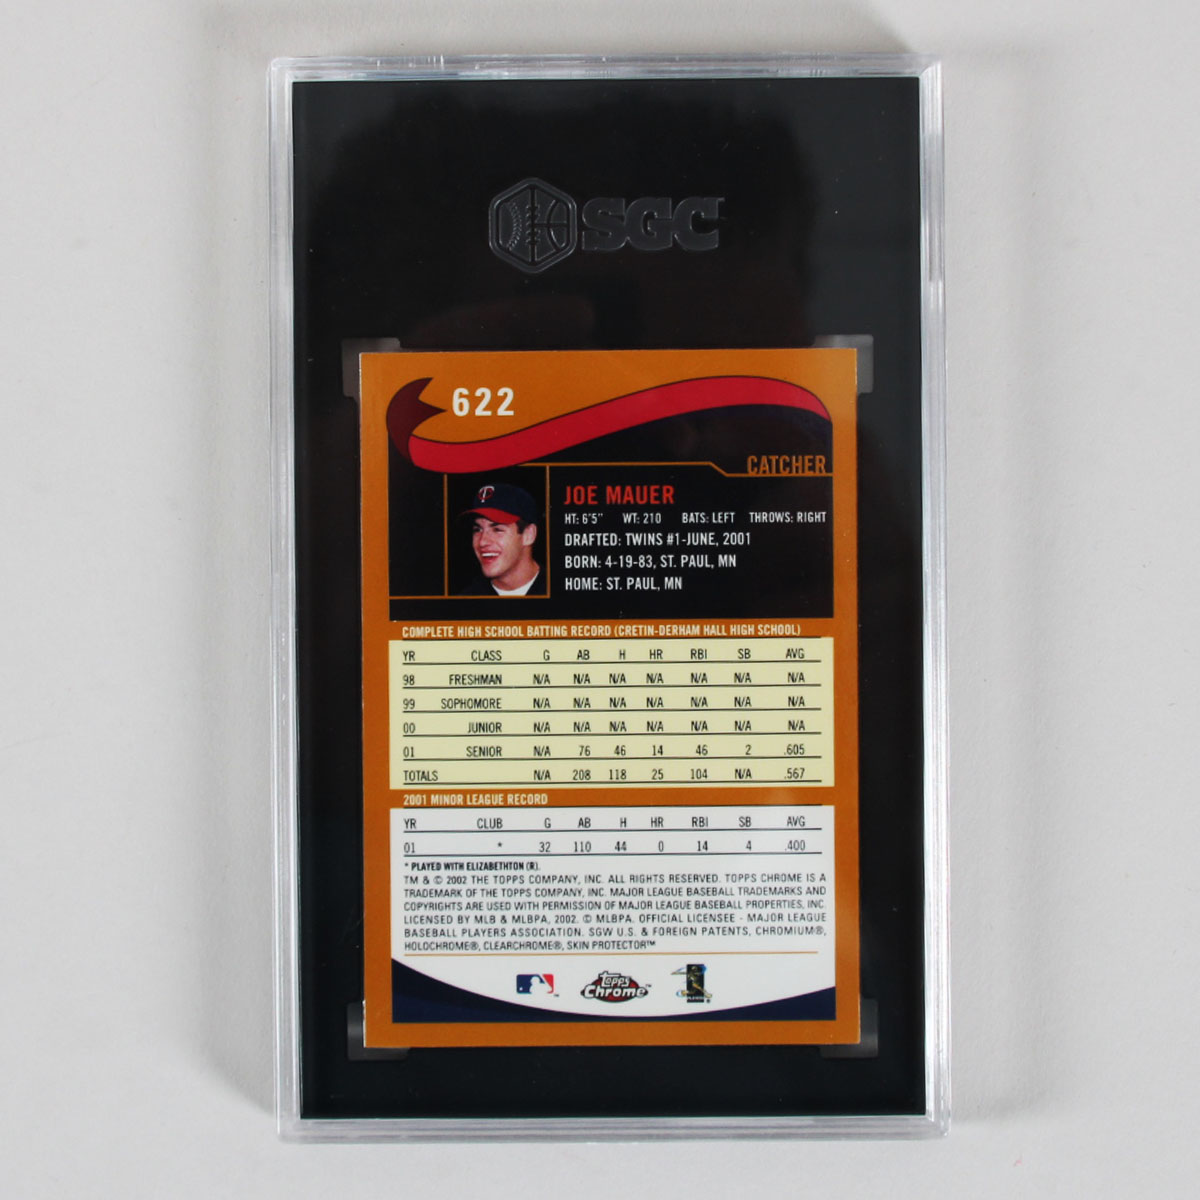 SGC
622
CATCHER
JOE MAUER
HT: 6'5" WT: 210 BATS: LEFT THROWS: RIGHT
DRAFTED: TWINS #1-JUNE, 2001
BORN: 4-19-83, ST. PAUL, MN
HOME: ST. PAUL, MN
COMPLETE HIGH SCHOOL BATTING RECORD (CRETIN-DERHAM HALL HIGH SCHOOL)
YR CLASS G AB H HR RBI SB AVG
98 FRESHMAN N/A N/A N/A N/A N/A N/A N/A
99 SOPHOMORE N/A N/A N/A N/A N/A N/A N/A
00 JUNIOR N/A N/A N/A N/A N/A N/A N/A
01 SENIOR N/A 76 46 14 46 2 .605
TOTALS N/A 208 118 25 104 N/A .567
2001 MINOR LEAGUE RECORD
YR CLUB G AB H HR RBI SB AVG
01 * 32 110 44 0 14 4 .400
* PLAYED WITH ELIZABETHTON (R).
TM & © 2002 THE TOPPS COMPANY, INC. ALL RIGHTS RESERVED. TOPPS CHROME IS A
TRADEMARK OF THE TOPPS COMPANY, INC. MAJOR LEAGUE BASEBALL TRADEMARKS AND
COPYRIGHTS ARE USED WITH PERMISSION OF MAJOR LEAGUE BASEBALL PROPERTIES, INC.
LICENSED BY MLB & MLBPA, 2002. © MLBPA. OFFICIAL LICENSEE - MAJOR LEAGUE
BASEBALL PLAYERS ASSOCIATION. SGW U.S. & FOREIGN PATENTS, CHROMIUM®,
HOLOCHROME®, CLEARCHROME®, SKIN PROTECTOR™
Topps Chrome™